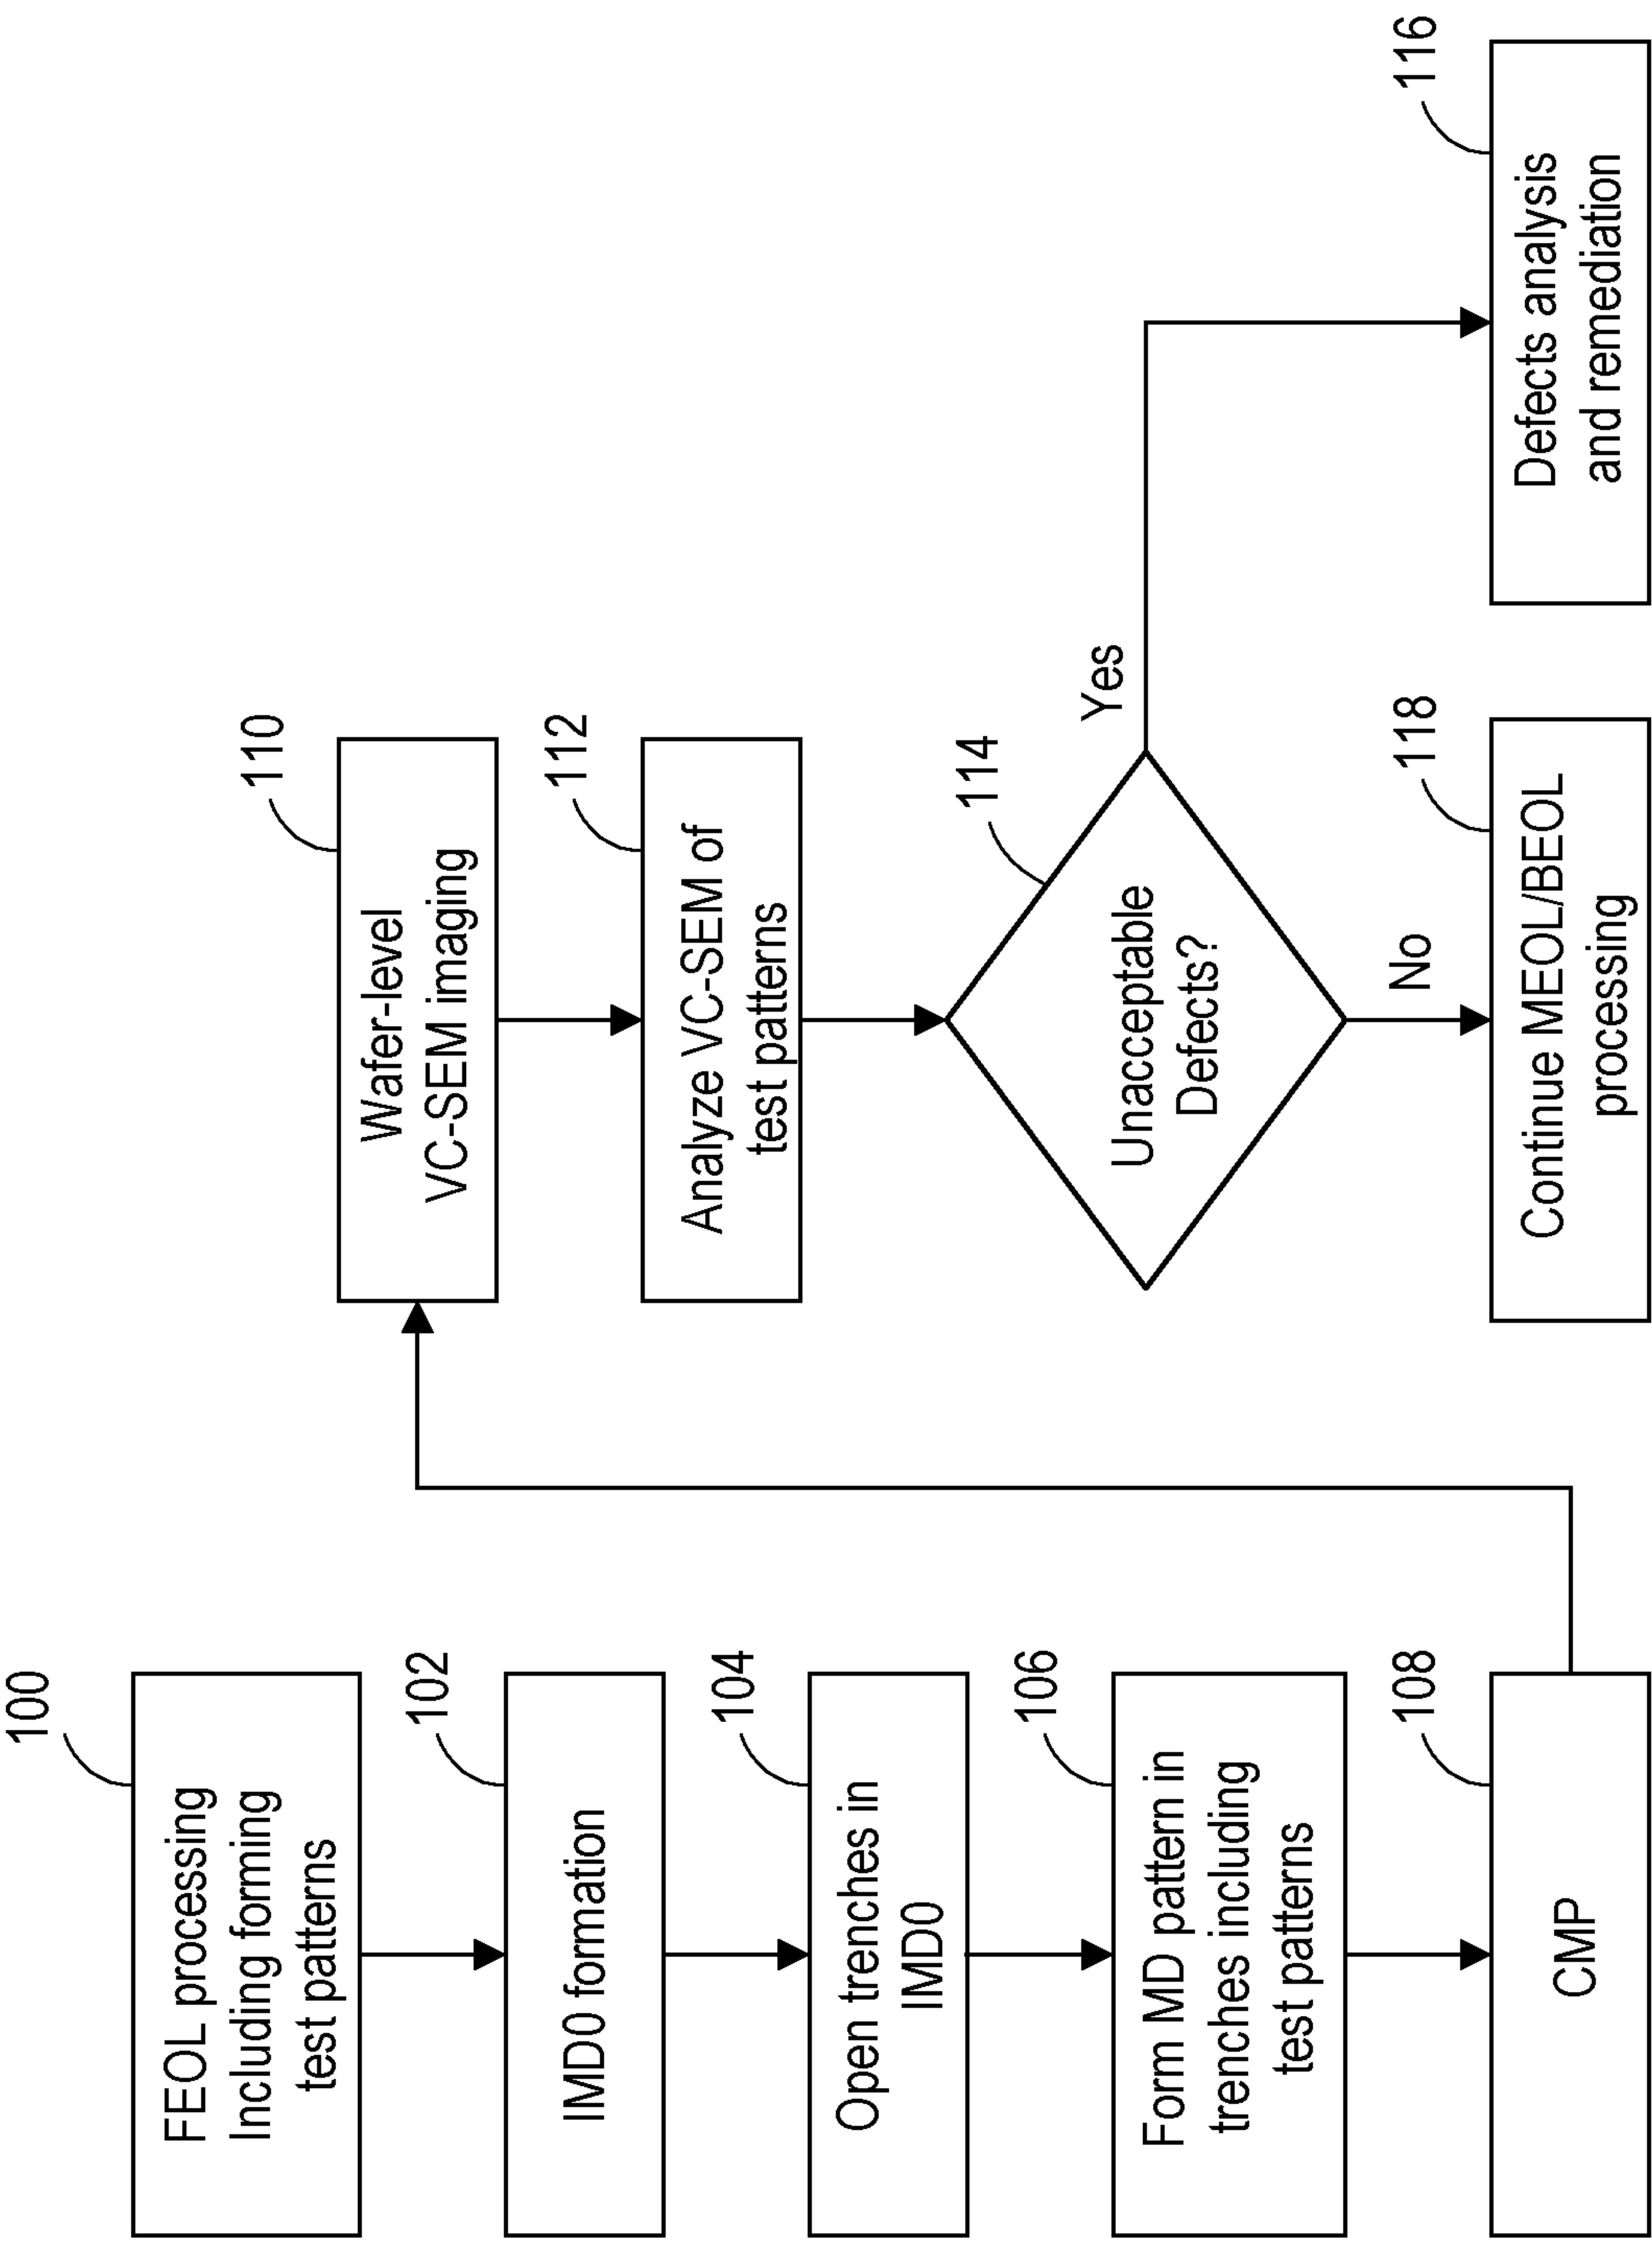 100
FEOL processing
Including forming
test patterns
102
IMD0 formation
104
Open trenches in
IMD0
106
Form MD pattern in
trenches including
test patterns
108
CMP
110
Wafer-level
VC-SEM imaging
112
Analyze VC-SEM of
test patterns
114
Unacceptable
Defects?
Yes
No
116
Defects analysis
and remediation
118
Continue MEOL/BEOL
processing